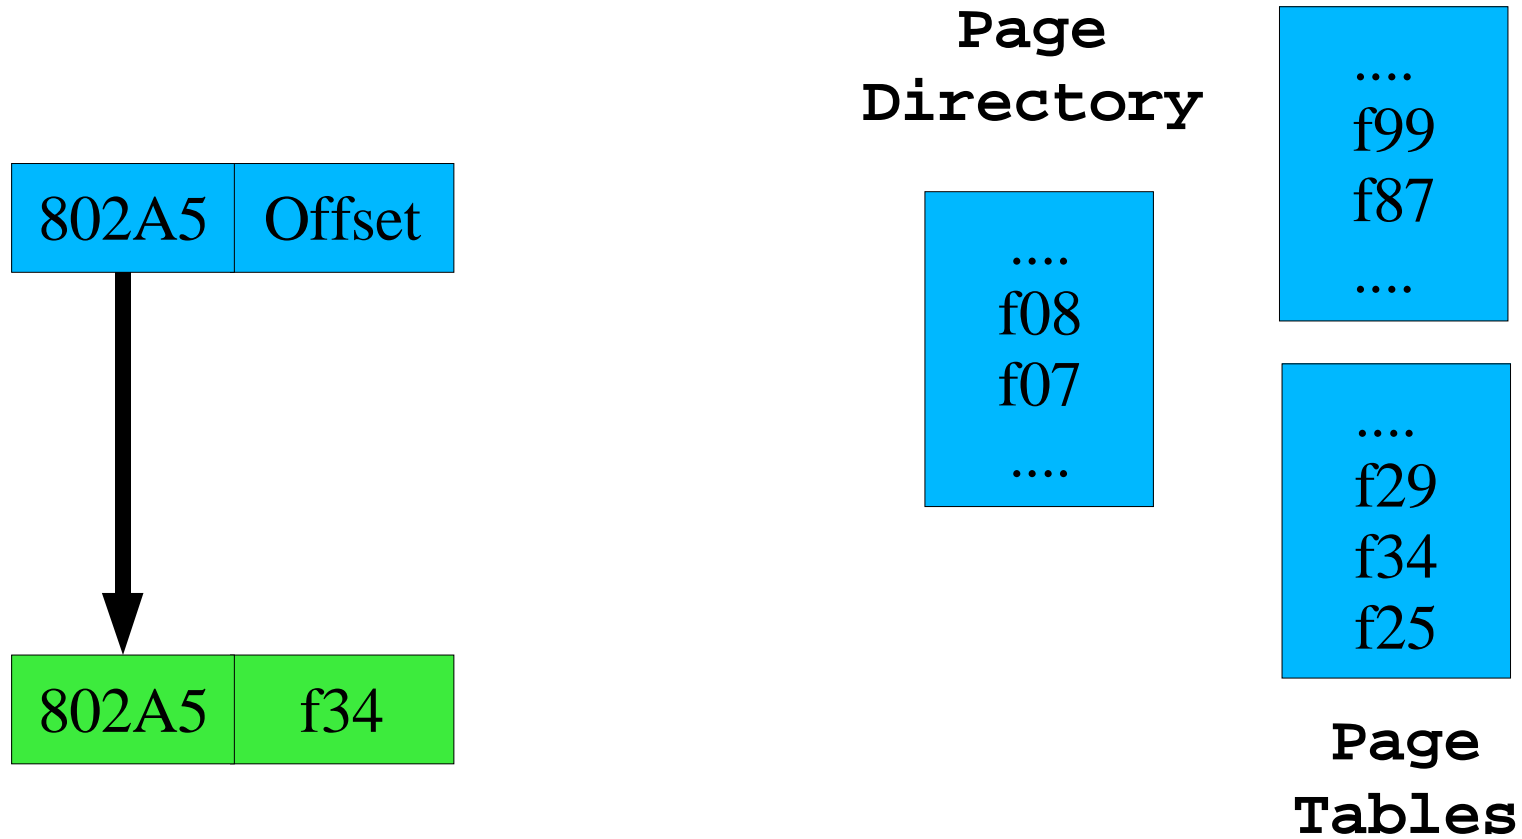 802A5 Offset
802A5 f34
Page
Directory
....
f08
f07
....
....
f99
f87
....
....
f29
f34
f25
Page
Tables